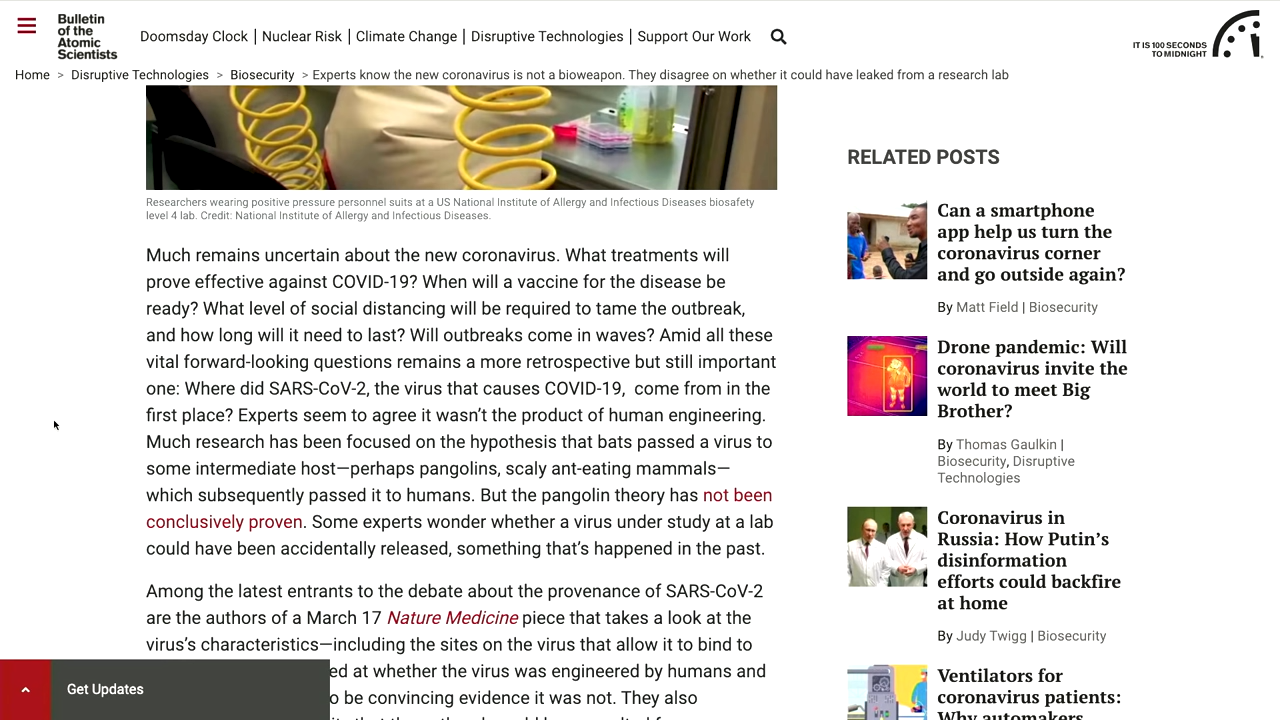 Bulletin
of the
Atomic
Scientists
Doomsday Clock | Nuclear Risk | Climate Change | Disruptive Technologies | Support Our Work
IT IS 100 SECONDS
TO MIDNIGHT
Home > Disruptive Technologies > Biosecurity > Experts know the new coronavirus is not a bioweapon. They disagree on whether it could have leaked from a research lab
Researchers wearing positive pressure personnel suits at a US National Institute of Allergy and Infectious Diseases biosafety
level 4 lab. Credit: National Institute of Allergy and Infectious Diseases.
Much remains uncertain about the new coronavirus. What treatments will
prove effective against COVID-19? When will a vaccine for the disease be
ready? What level of social distancing will be required to tame the outbreak,
and how long will it need to last? Will outbreaks come in waves? Amid all these
vital forward-looking questions remains a more retrospective but still important
one: Where did SARS-CoV-2, the virus that causes COVID-19, come from in the
first place? Experts seem to agree it wasn’t the product of human engineering.
Much research has been focused on the hypothesis that bats passed a virus to
some intermediate host—perhaps pangolins, scaly ant-eating mammals—
which subsequently passed it to humans. But the pangolin theory has not been
conclusively proven. Some experts wonder whether a virus under study at a lab
could have been accidentally released, something that’s happened in the past.
Among the latest entrants to the debate about the provenance of SARS-CoV-2
are the authors of a March 17 Nature Medicine piece that takes a look at the
virus’s characteristics—including the sites on the virus that allow it to bind to
ed at whether the virus was engineered by humans and
o be convincing evidence it was not. They also
Get Updates
RELATED POSTS
Can a smartphone
app help us turn the
coronavirus corner
and go outside again?
By Matt Field | Biosecurity
Drone pandemic: Will
coronavirus invite the
world to meet Big
Brother?
By Thomas Gaulkin |
Biosecurity, Disruptive
Technologies
Coronavirus in
Russia: How Putin’s
disinformation
efforts could backfire
at home
By Judy Twigg | Biosecurity
Ventilators for
coronavirus patients:
Why automakers